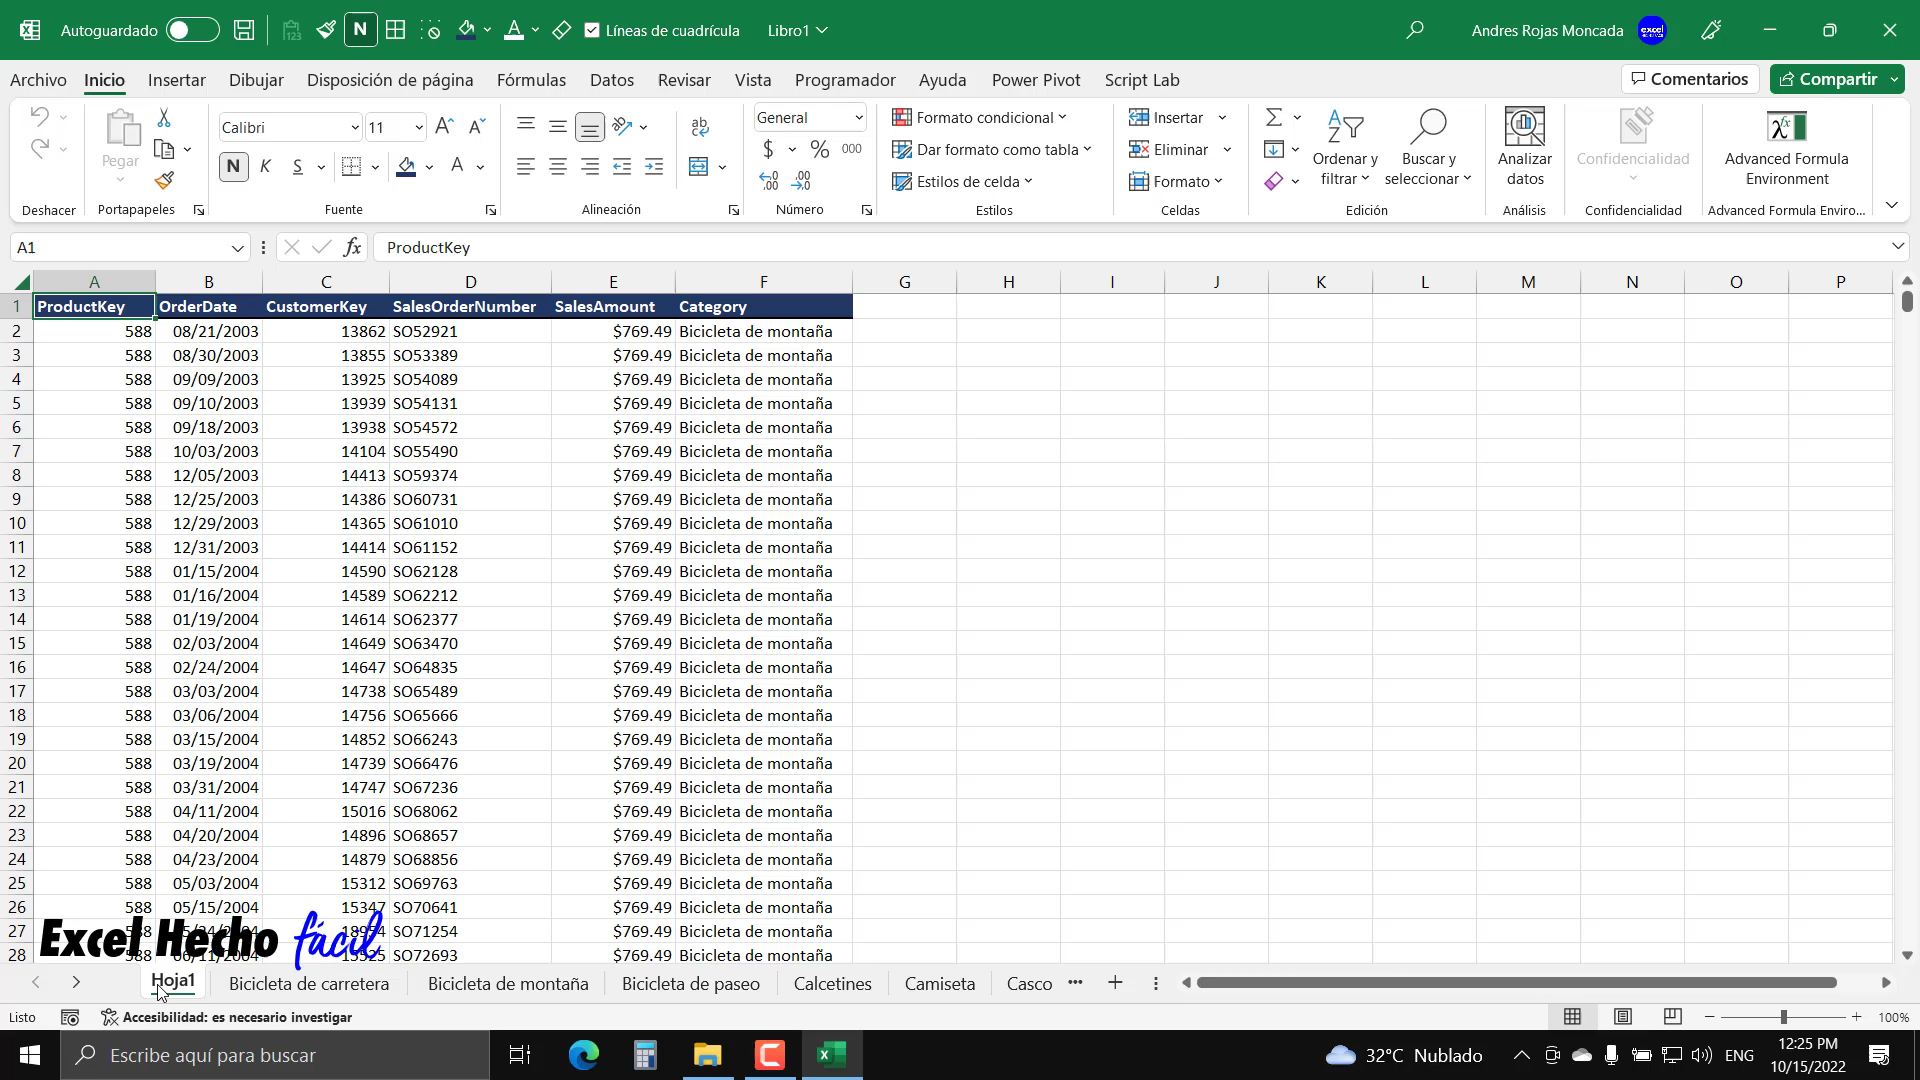 Autoguardado
N
Líneas de cuadrícula
Libro1
Andres Rojas Moncada
Archivo Inicio Insertar Dibujar Disposición de página Fórmulas Datos Revisar Vista Programador Ayuda Power Pivot Script Lab
Comentarios
Compartir
Pegar
Calibri
11
N K S
General
$ % 000
Formato condicional
Dar formato como tabla
Estilos de celda
Insertar
Eliminar
Formato
Ordenar y filtrar
Buscar y seleccionar
Analizar datos
Confidencialidad
Advanced Formula Environment
Deshacer Portapapeles Fuente Alineación Número Estilos Celdas Edición Análisis Confidencialidad Advanced Formula Enviro...
A1
fx
ProductKey
A B C D E F G H I J K L M N O P
1 ProductKey OrderDate CustomerKey SalesOrderNumber SalesAmount Category
2 588 08/21/2003 13862 SO52921 $769.49 Bicicleta de montaña
3 588 08/30/2003 13855 SO53389 $769.49 Bicicleta de montaña
4 588 09/09/2003 13925 SO54089 $769.49 Bicicleta de montaña
5 588 09/10/2003 13939 SO54131 $769.49 Bicicleta de montaña
6 588 09/18/2003 13938 SO54572 $769.49 Bicicleta de montaña
7 588 10/03/2003 14104 SO55490 $769.49 Bicicleta de montaña
8 588 12/05/2003 14413 SO59374 $769.49 Bicicleta de montaña
9 588 12/25/2003 14386 SO60731 $769.49 Bicicleta de montaña
10 588 12/29/2003 14365 SO61010 $769.49 Bicicleta de montaña
11 588 12/31/2003 14414 SO61152 $769.49 Bicicleta de montaña
12 588 01/15/2004 14590 SO62128 $769.49 Bicicleta de montaña
13 588 01/16/2004 14589 SO62212 $769.49 Bicicleta de montaña
14 588 01/19/2004 14614 SO62377 $769.49 Bicicleta de montaña
15 588 02/03/2004 14649 SO63470 $769.49 Bicicleta de montaña
16 588 02/24/2004 14647 SO64835 $769.49 Bicicleta de montaña
17 588 03/03/2004 14738 SO65489 $769.49 Bicicleta de montaña
18 588 03/06/2004 14756 SO65666 $769.49 Bicicleta de montaña
19 588 03/15/2004 14852 SO66243 $769.49 Bicicleta de montaña
20 588 03/19/2004 14739 SO66476 $769.49 Bicicleta de montaña
21 588 03/31/2004 14747 SO67236 $769.49 Bicicleta de montaña
22 588 04/11/2004 15016 SO68062 $769.49 Bicicleta de montaña
23 588 04/20/2004 14896 SO68657 $769.49 Bicicleta de montaña
24 588 04/23/2004 14879 SO68856 $769.49 Bicicleta de montaña
25 588 05/03/2004 15312 SO69763 $769.49 Bicicleta de montaña
26 588 05/15/2004 15347 SO70641 $769.49 Bicicleta de montaña
27 SO71254 $769.49 Bicicleta de montaña
28 588 SO72693 $769.49 Bicicleta de montaña
Excel Hecho fácil
Hoja1 Bicicleta de carretera Bicicleta de montaña Bicicleta de paseo Calcetines Camiseta Casco
Listo
Accesibilidad: es necesario investigar
100%
Escribe aquí para buscar
32°C Nublado
ENG
12:25 PM
10/15/2022